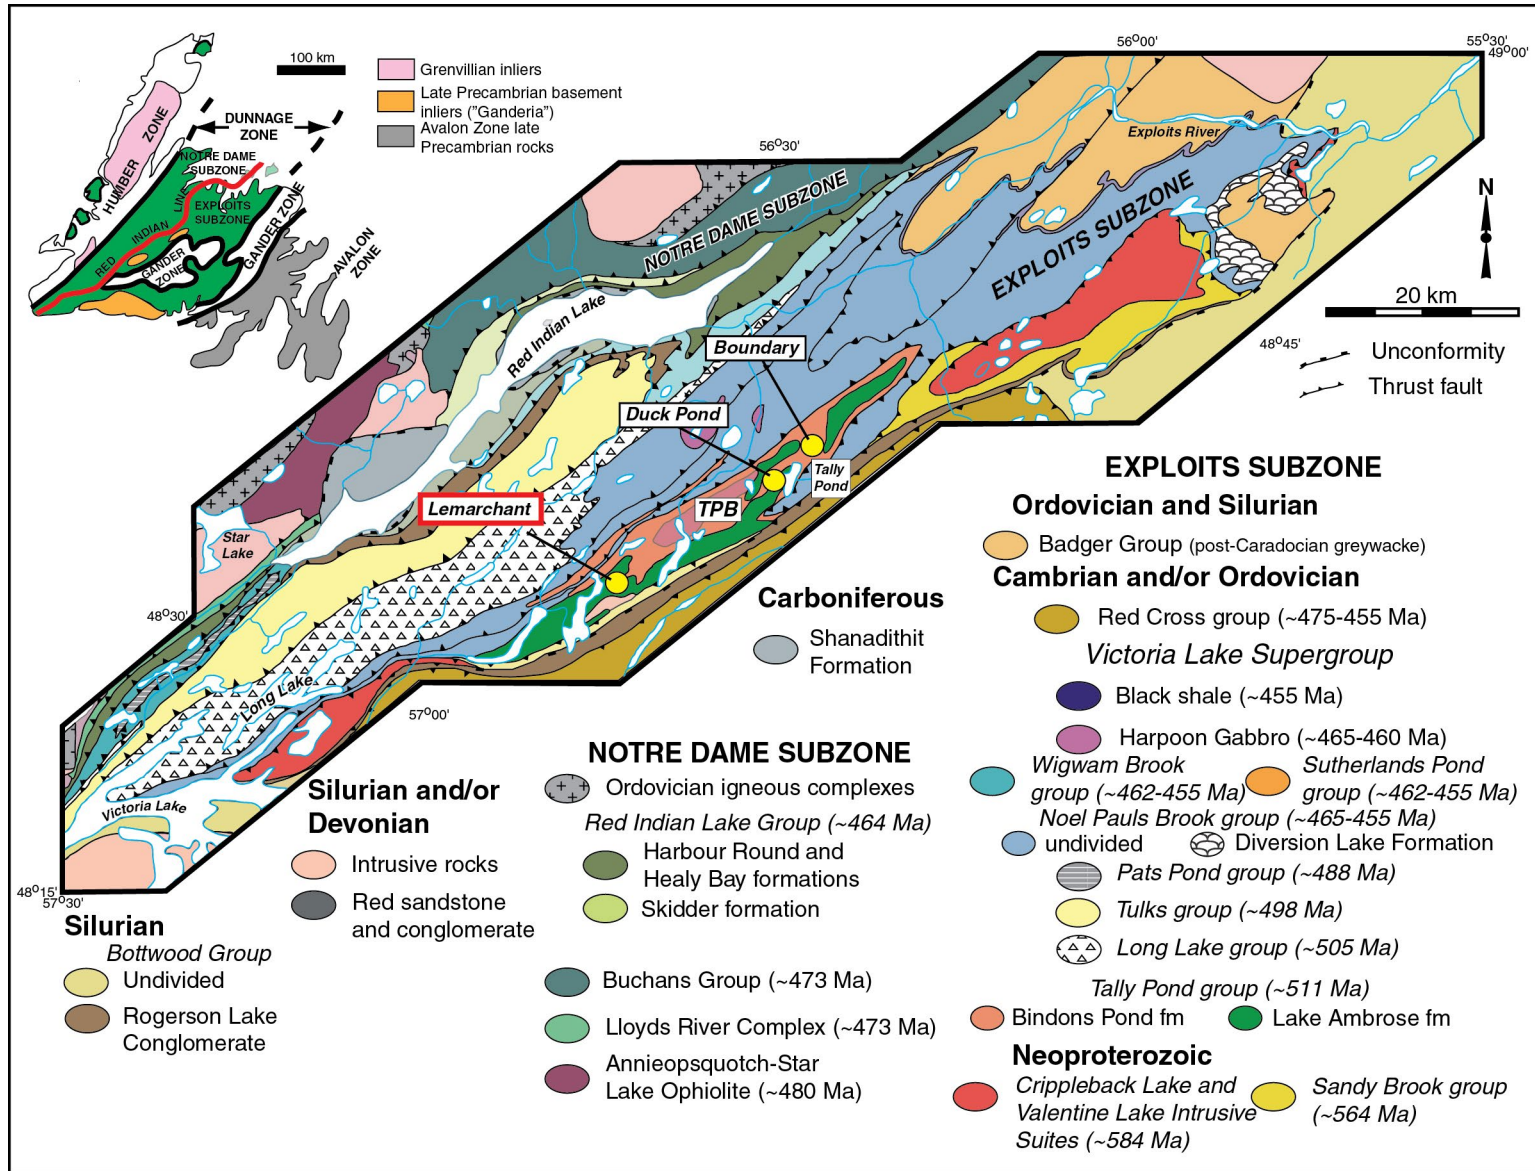 100 km
Grenvillian inliers
Late Precambrian basement
inliers ("Ganderia")
Avalon Zone late
Precambrian rocks
HUMBER ZONE
DUNNAGE
ZONE
NOTRE DAME
SUBZONE
EXPLOITS
SUBZONE
RED INDIAN LINE
GANDER
ZONE
GANDER ZONE
AVALON
ZONE
56°00'
55°30'
49°00'
56°30'
48°45'
48°30'
57°00'
48°15'
57°30'
Exploits River
NOTRE DAME SUBZONE
EXPLOITS SUBZONE
Red Indian Lake
Boundary
Duck Pond
Tally
Pond
TPB
Lemarchant
Star
Lake
Long Lake
Victoria Lake
N
20 km
Unconformity
Thrust fault
Carboniferous
Shanadithit
Formation
Silurian
Bottwood Group
Undivided
Rogerson Lake
Conglomerate
Silurian and/or
Devonian
Intrusive rocks
Red sandstone
and conglomerate
NOTRE DAME SUBZONE
Ordovician igneous complexes
Red Indian Lake Group (~464 Ma)
Harbour Round and
Healy Bay formations
Skidder formation
Buchans Group (~473 Ma)
Lloyds River Complex (~473 Ma)
Annieopsquotch-Star
Lake Ophiolite (~480 Ma)
EXPLOITS SUBZONE
Ordovician and Silurian
Badger Group (post-Caradocian greywacke)
Cambrian and/or Ordovician
Red Cross group (~475-455 Ma)
Victoria Lake Supergroup
Black shale (~455 Ma)
Harpoon Gabbro (~465-460 Ma)
Wigwam Brook
group (~462-455 Ma)
Sutherlands Pond
group (~462-455 Ma)
Noel Pauls Brook group (~465-455 Ma)
undivided
Diversion Lake Formation
Pats Pond group (~488 Ma)
Tulks group (~498 Ma)
Long Lake group (~505 Ma)
Tally Pond group (~511 Ma)
Bindons Pond fm
Lake Ambrose fm
Neoproterozoic
Crippleback Lake and
Valentine Lake Intrusive
Suites (~584 Ma)
Sandy Brook group
(~564 Ma)